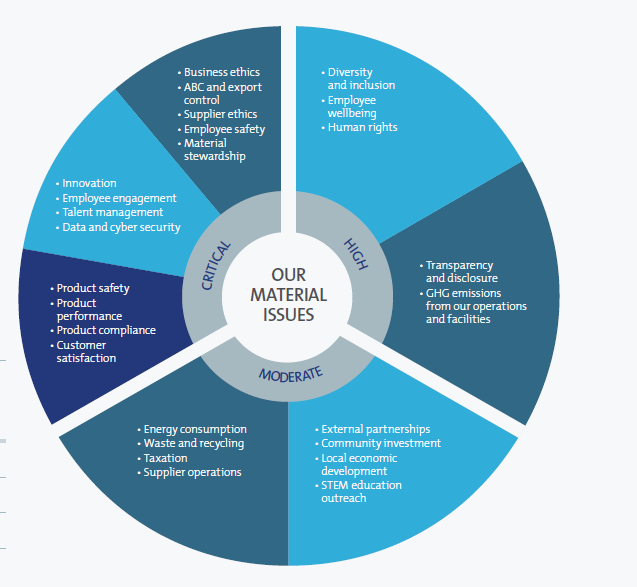 • Business ethics
• ABC and export
control
• Supplier ethics
• Employee safety
• Material
stewardship
• Diversity
and inclusion
• Employee
wellbeing
• Human rights
• Innovation
• Employee engagement
• Talent management
• Data and cyber security
CRITICAL
HIGH
OUR
MATERIAL
ISSUES
• Transparency
and disclosure
• GHG emissions
from our operations
and facilities
• Product safety
• Product
performance
• Product compliance
• Customer
satisfaction
MODERATE
• Energy consumption
• Waste and recycling
• Taxation
• Supplier operations
• External partnerships
• Community investment
• Local economic
development
• STEM education
outreach